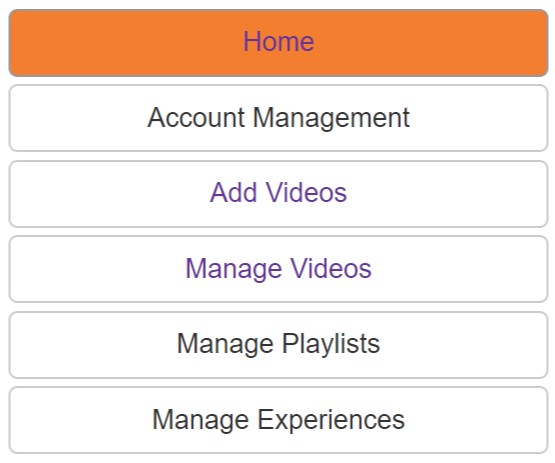 Home
Account Management
Add Videos
Manage Videos
Manage Playlists
Manage Experiences